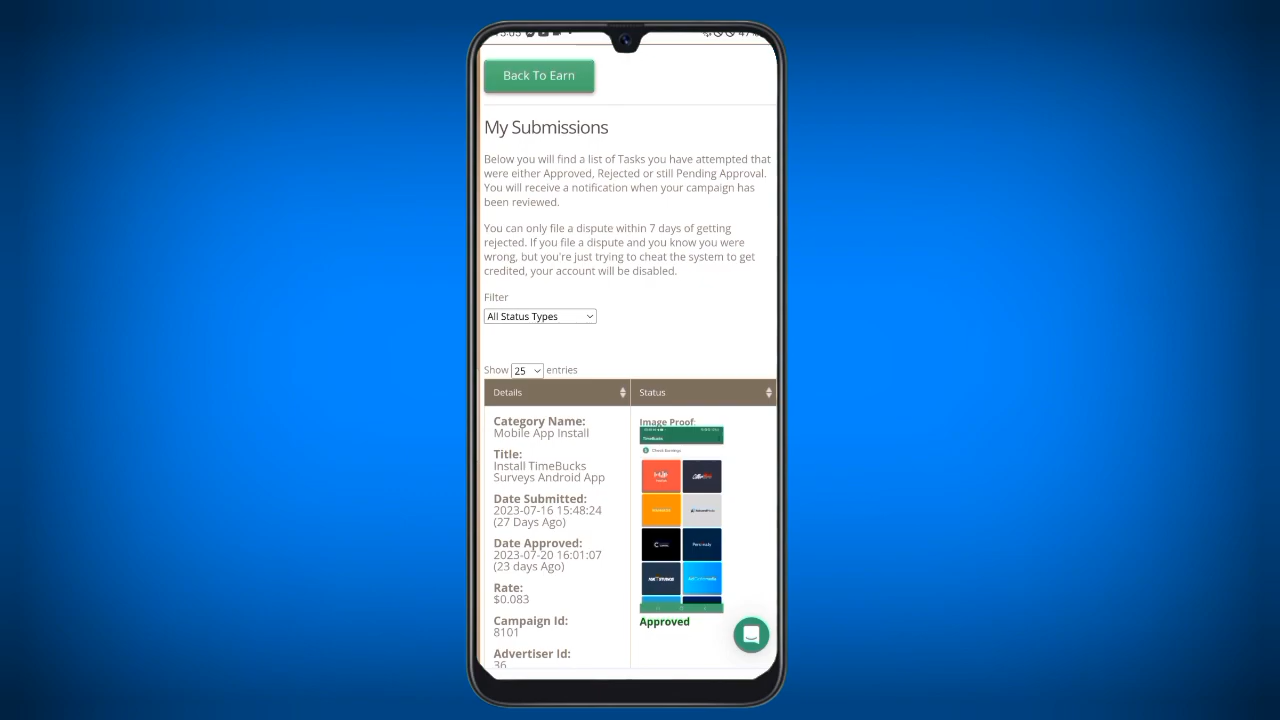 Back To Earn
My Submissions
Below you will find a list of Tasks you have attempted that
were either Approved, Rejected or still Pending Approval.
You will receive a notification when your campaign has
been reviewed.
You can only file a dispute within 7 days of getting
rejected. If you file a dispute and you know you were
wrong, but you're just trying to cheat the system to get
credited, your account will be disabled.
Filter
All Status Types
Show 25 entries
Details
Status
Category Name:
Mobile App Install
Title:
Install TimeBucks
Surveys Android App
Date Submitted:
2023-07-16 15:48:24
(27 Days Ago)
Date Approved:
2023-07-20 16:01:07
(23 days Ago)
Rate:
$0.083
Campaign Id:
8101
Advertiser Id:
36
Image Proof:
TimeBucks
Check Earnings
Approved